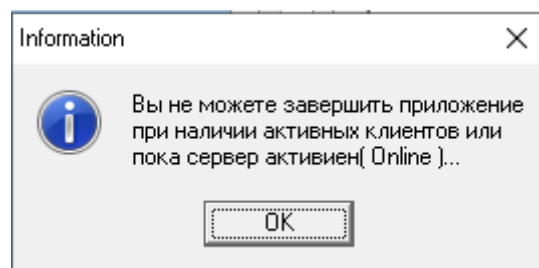 Information
Вы не можете завершить приложение
при наличии активных клиентов или
пока сервер активиен( Online )...
OK